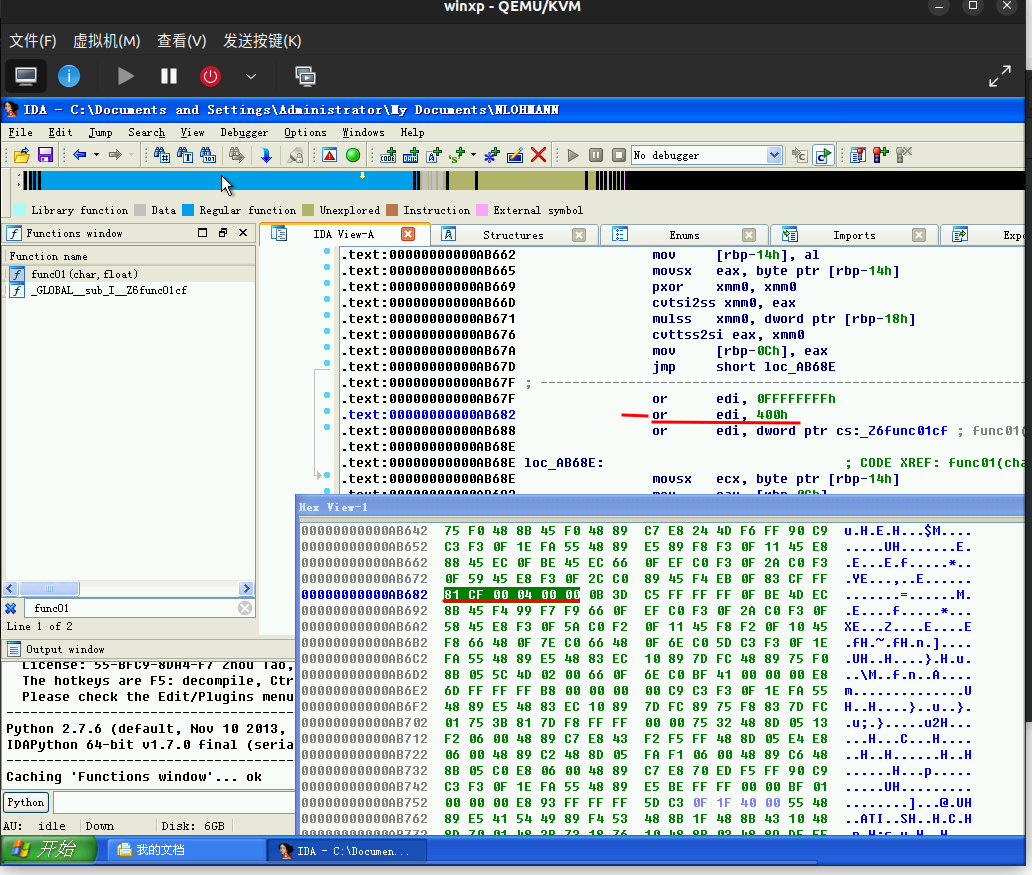 winxp - QEMU/KVM
文件(F) 虚拟机(M) 查看(V) 发送按键(K)
IDA - C:\Documents and Settings\Administrator\My Documents\NLOHMANN
File Edit Jump Search View Debugger Options Windows Help
No debugger
Library function Data Regular function Unexplored Instruction External symbol
Functions window
IDA View-A Structures Enums Imports Expo
Function name
func01(char,float)
_GLOBAL__sub_I__Z6func01cf
.text:00000000000AB662 mov [rbp-14h], al
.text:00000000000AB665 movsx eax, byte ptr [rbp-14h]
.text:00000000000AB669 pxor xmm0, xmm0
.text:00000000000AB66D cvtsi2ss xmm0, eax
.text:00000000000AB671 mulss xmm0, dword ptr [rbp-18h]
.text:00000000000AB676 cvttss2si eax, xmm0
.text:00000000000AB67A mov [rbp-0Ch], eax
.text:00000000000AB67D jmp short loc_AB68E
.text:00000000000AB67F ; ---
.text:00000000000AB67F or edi, 0FFFFFFFFh
.text:00000000000AB682 or edi, 400h
.text:00000000000AB688 or edi, dword ptr cs:_Z6func01cf ; func01(
.text:00000000000AB68E
.text:00000000000AB68E loc_AB68E: ; CODE XREF: func01(cha
.text:00000000000AB68E movsx ecx, byte ptr [rbp-14h]
Hex View-1
00000000000AB642 75 F0 48 8B 45 F0 48 89 C7 E8 24 4D F6 FF 90 C9 u.H.E.H...$M....
00000000000AB652 C3 F3 0F 1E FA 55 48 89 E5 89 F8 F3 0F 11 45 E8 .....UH.......E.
00000000000AB662 88 45 EC 0F BE 45 EC 66 0F EF C0 F3 0F 2A C0 F3 .E...E.f.....*..
00000000000AB672 0F 59 45 E8 F3 0F 2C C0 89 45 F4 EB 0F 83 CF FF .YE...,..E......
00000000000AB682 81 CF 00 04 00 00 0B 3D C5 FF FF FF 0F BE 4D EC .......=......M.
00000000000AB692 8B 45 F4 99 F7 F9 66 0F EF C0 F3 0F 2A C0 F3 0F .E....f.....*...
00000000000AB6A2 58 45 E8 F3 0F 5A C0 F2 0F 11 45 F8 F2 0F 10 45 XE...Z....E....E
00000000000AB6B2 F8 66 48 0F 7E C0 66 48 0F 6E C0 5D C3 F3 0F 1E .fH.~.fH.n.]....
00000000000AB6C2 FA 55 48 89 E5 48 83 EC 10 89 7D FC 48 89 75 F0 .UH..H....}.H.u.
00000000000AB6D2 8B 05 5C 4D 02 00 66 0F 6E C0 BF 41 00 00 00 E8 ..\M..f.n..A....
00000000000AB6E2 6D FF FF FF B8 00 00 00 00 C9 C3 F3 0F 1E FA 55 m..............U
00000000000AB6F2 48 89 E5 48 83 EC 10 89 7D FC 89 75 F8 83 7D FC H..H....}..u..}.
00000000000AB702 01 75 3B 81 7D F8 FF FF 00 00 75 32 48 8D 05 13 .u;.}.....u2H...
00000000000AB712 F2 06 00 48 89 C7 E8 43 F2 F5 FF 48 8D 05 E4 E8 ...H...C...H....
00000000000AB722 06 00 48 89 C2 48 8D 05 FA F1 06 00 48 89 C6 48 ..H..H......H..H
00000000000AB732 8B 05 C0 E8 06 00 48 89 C7 E8 70 ED F5 FF 90 C9 ......H...p.....
00000000000AB742 C3 F3 0F 1E FA 55 48 89 E5 BE FF FF 00 00 BF 01 .....UH.........
00000000000AB752 00 00 00 E8 93 FF FF FF 5D C3 0F 1F 40 00 55 48 ........]...@.UH
00000000000AB762 89 E5 41 54 49 89 F4 53 48 8B 1F 48 8B 43 10 48 ..ATI..SH..H.C.H
func01
Line 1 of 2
Output window
License: 55-BFC9-8DA4-F7 Zhou Tao,
The hotkeys are F5: decompile, Ctr
Please check the Edit/Plugins menu
Python 2.7.6 (default, Nov 10 2013,
IDAPython 64-bit v1.7.0 final (seria
Caching 'Functions window'... ok
Python
AU: idle Down Disk: 6GB
开始 我的文档 IDA - C:\Documen...